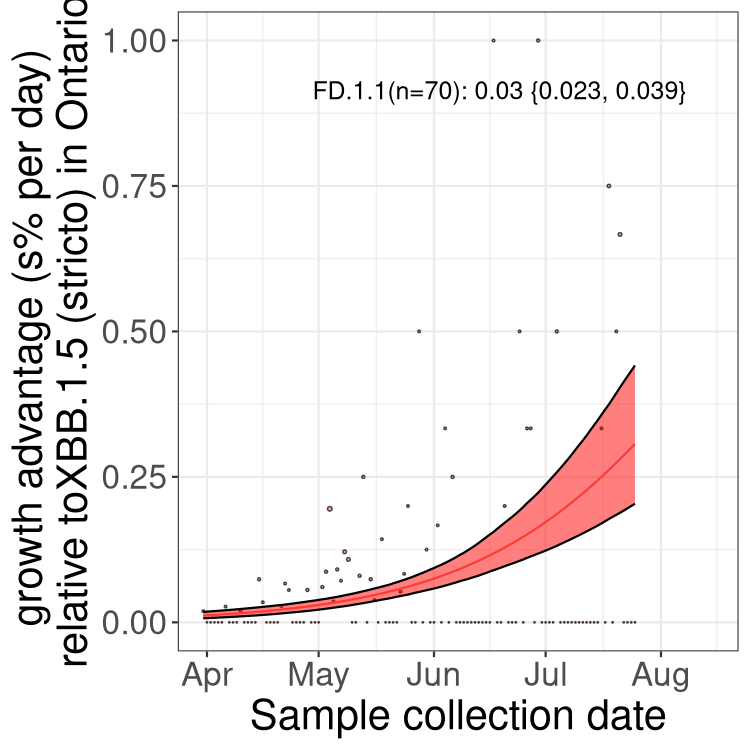 growth advantage (s% per day)
relative toXBB.1.5 (stricto) in Ontario
1.00
0.75
0.50
0.25
0.00
FD.1.1(n=70): 0.03 {0.023, 0.039}
Apr May Jun Jul Aug
Sample collection date